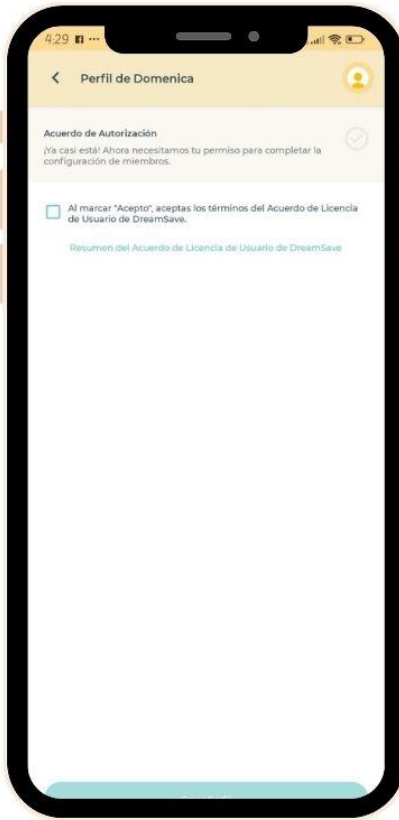 4:29
Perfil de Domenica
Acuerdo de Autorización
¡Ya casi está! Ahora necesitamos tu permiso para completar la
configuración de miembros.
Al marcar "Acepto", aceptas los términos del Acuerdo de Licencia
de Usuario de DreamSave.
Resumen del Acuerdo de Licencia de Usuario de DreamSave